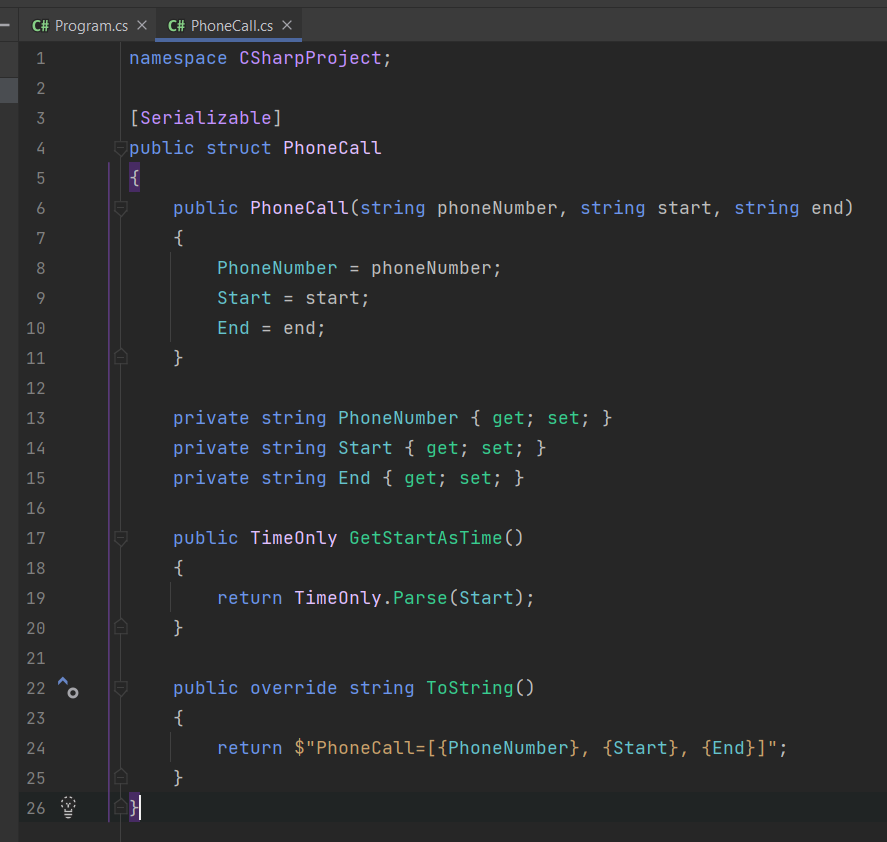 C# Program.cs × C# PhoneCall.cs ×
1 namespace CSharpProject;
2
3 [Serializable]
4 public struct PhoneCall
5 {
6     public PhoneCall(string phoneNumber, string start, string end)
7     {
8         PhoneNumber = phoneNumber;
9         Start = start;
10         End = end;
11     }
12
13     private string PhoneNumber { get; set; }
14     private string Start { get; set; }
15     private string End { get; set; }
16
17     public TimeOnly GetStartAsTime()
18     {
19         return TimeOnly.Parse(Start);
20     }
21
22     public override string ToString()
23     {
24         return $"PhoneCall=[{PhoneNumber}, {Start}, {End}]";
25     }
26 }